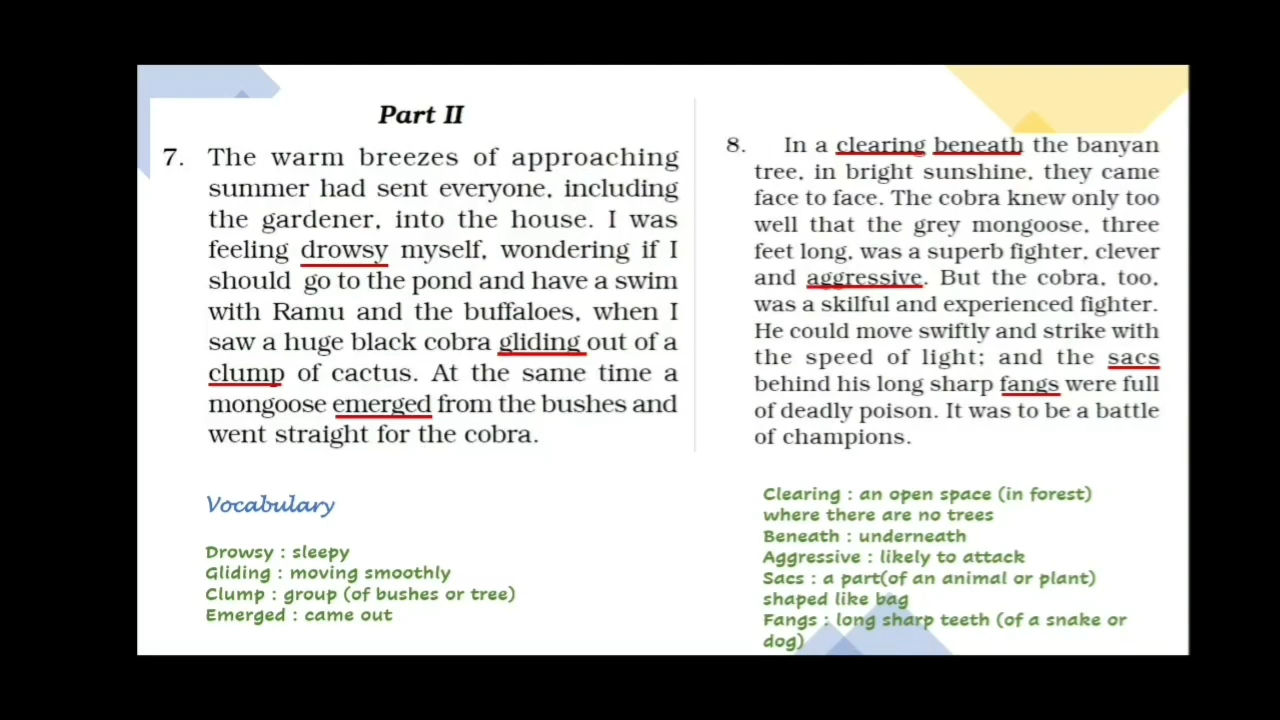 Part II
7. The warm breezes of approaching
summer had sent everyone, including
the gardener, into the house. I was
feeling drowsy myself, wondering if I
should go to the pond and have a swim
with Ramu and the buffaloes, when I
saw a huge black cobra gliding out of a
clump of cactus. At the same time a
mongoose emerged from the bushes and
went straight for the cobra.
Vocabulary
Drowsy : sleepy
Gliding : moving smoothly
Clump : group (of bushes or tree)
Emerged : came out
8. In a clearing beneath the banyan
tree, in bright sunshine, they came
face to face. The cobra knew only too
well that the grey mongoose, three
feet long, was a superb fighter, clever
and aggressive. But the cobra, too,
was a skilful and experienced fighter.
He could move swiftly and strike with
the speed of light; and the sacs
behind his long sharp fangs were full
of deadly poison. It was to be a battle
of champions.
Clearing : an open space (in forest)
where there are no trees
Beneath : underneath
Aggressive : likely to attack
Sacs : a part(of an animal or plant)
shaped like bag
Fangs : long sharp teeth (of a snake or
dog)